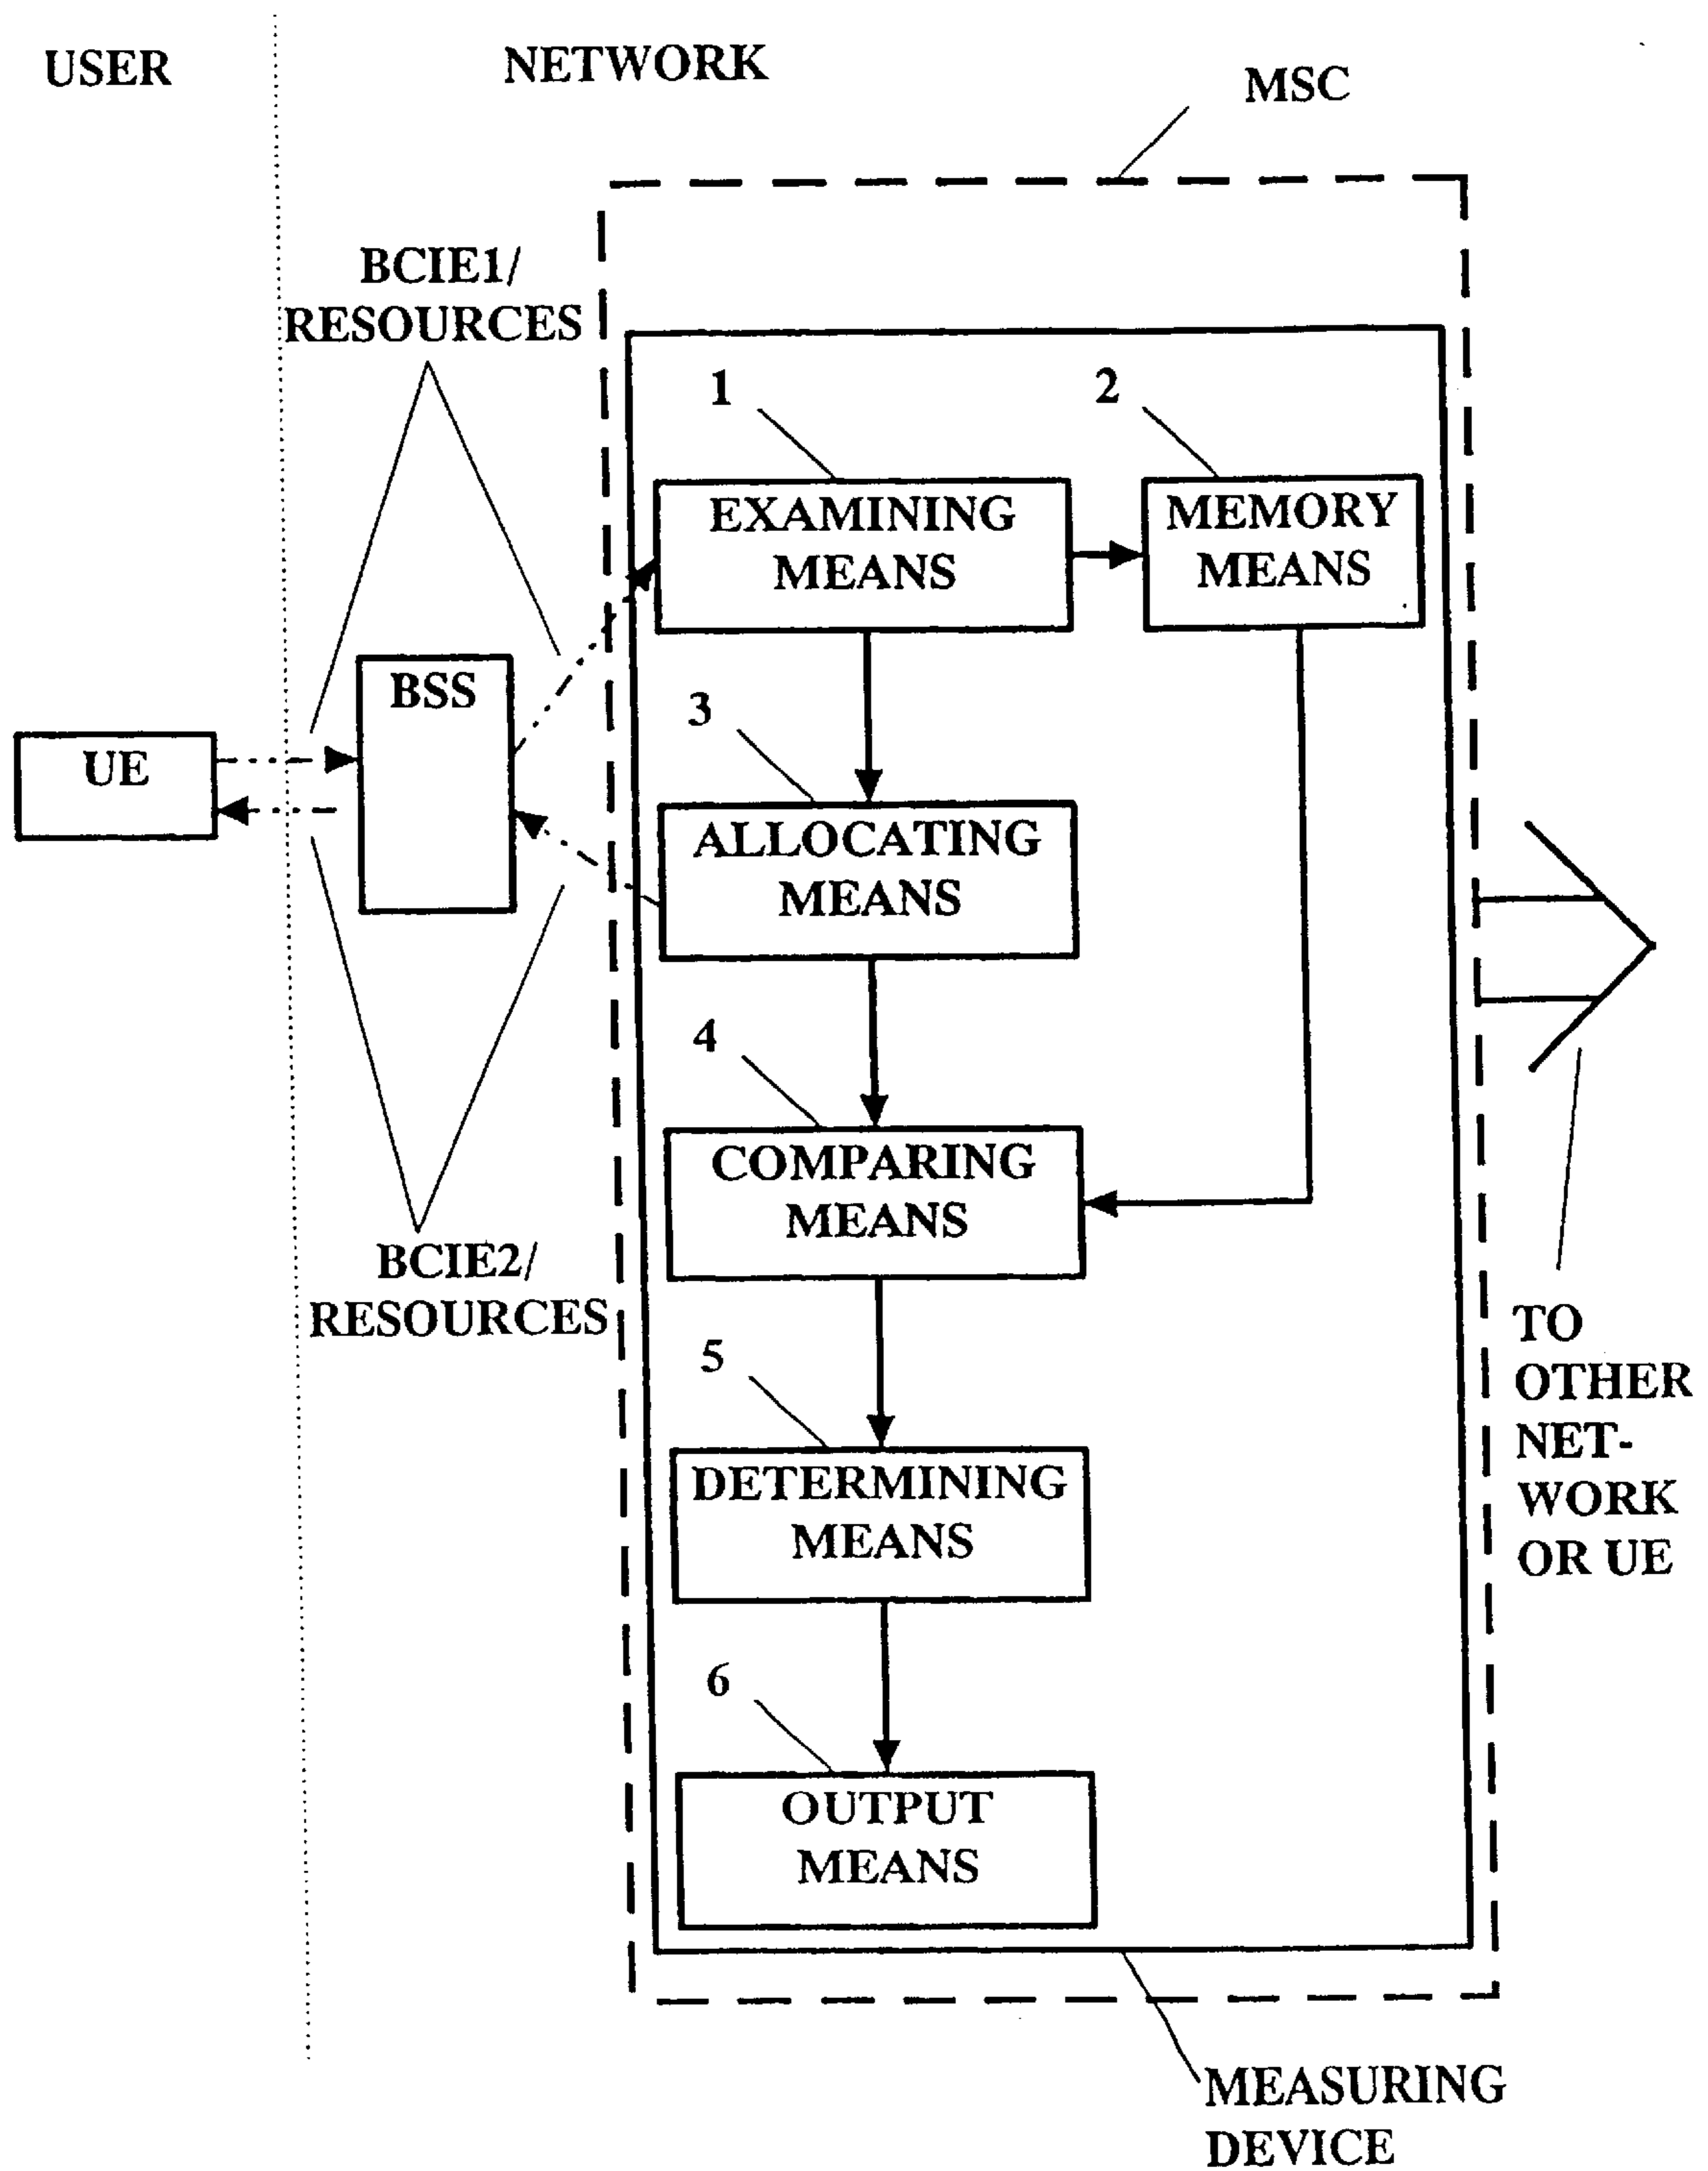 USER
NETWORK
MSC
BCIE1/
RESOURCES
1
2
EXAMINING
MEANS
MEMORY
MEANS
BSS
UE
3
ALLOCATING
MEANS
4
COMPARING
MEANS
BCIE2/
RESOURCES
TO
OTHER
NET-
WORK
OR UE
5
DETERMINING
MEANS
6
OUTPUT
MEANS
MEASURING
DEVICE